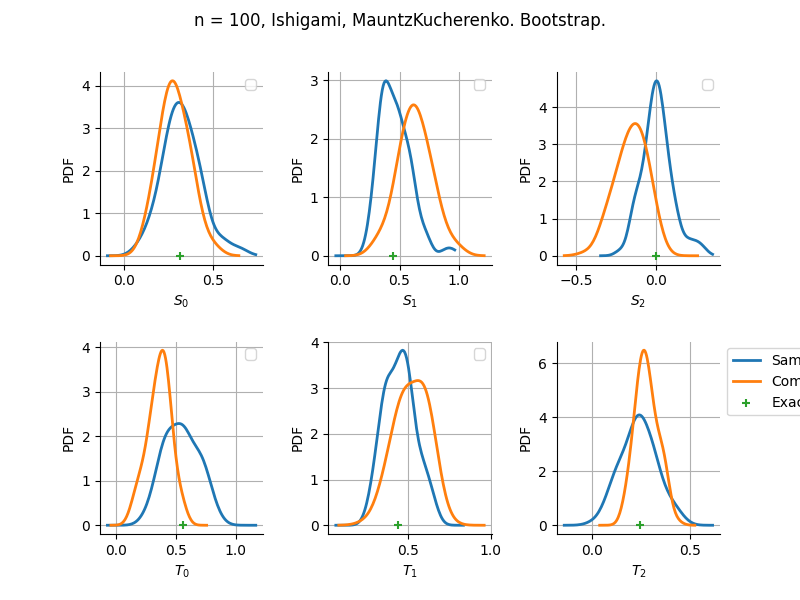 n = 100, Ishigami, MauntzKucherenko. Bootstrap.
PDF
4
3
2
1
0
0.0 0.5
S0
PDF
3
2
1
0
0.0 0.5 1.0
S1
PDF
4
3
2
1
0
−0.5 0.0
S2
PDF
4
3
2
1
0
0.0 0.5 1.0
T0
PDF
4
3
2
1
0
0.5 1.0
T1
PDF
6
4
2
0
0.0 0.5
T2
Sam
Com
Exac